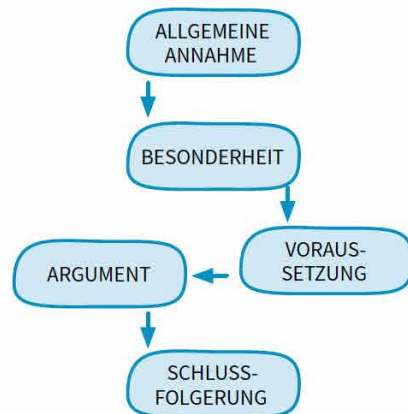 ALLGEMEINE
ANNAHME
BESONDERHEIT
VORAUS-
SETZUNG
ARGUMENT
SCHLUSS-
FOLGERUNG